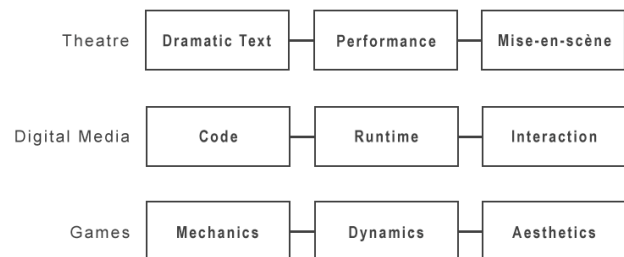 Theatre Dramatic Text Performance Mise-en-scène
Digital Media Code Runtime Interaction
Games Mechanics Dynamics Aesthetics